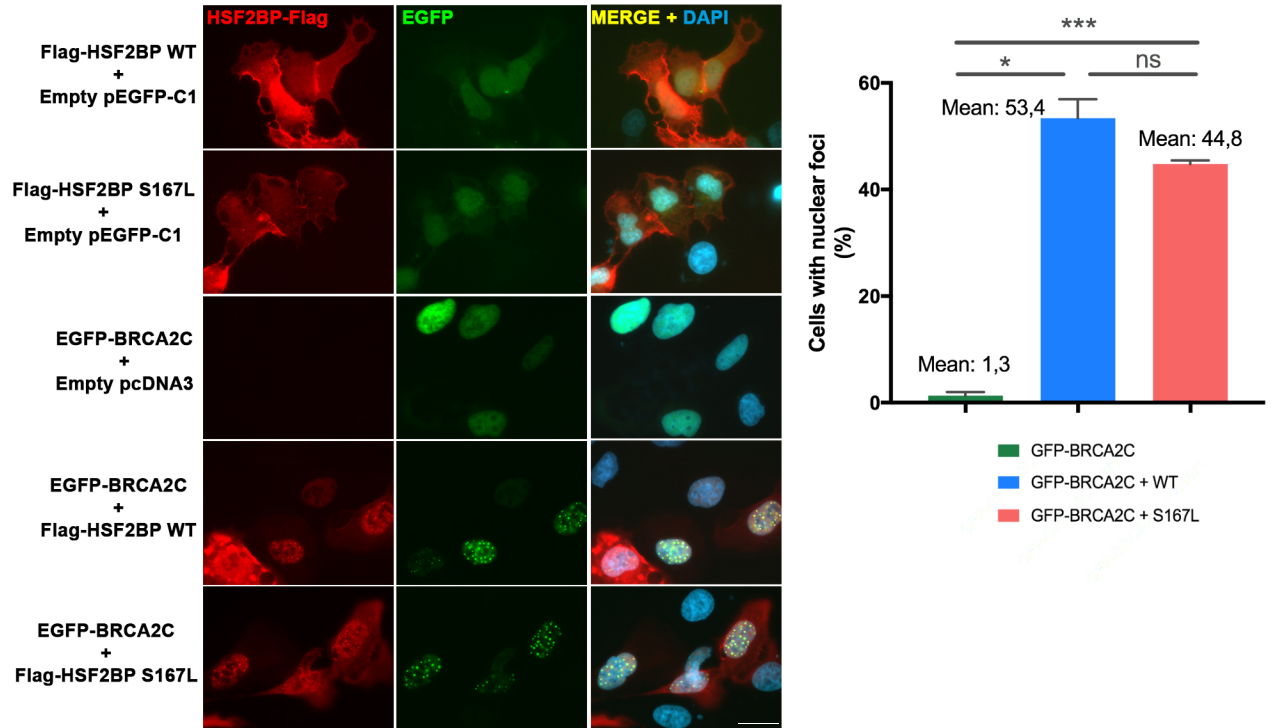 HSF2BP-Flag
EGFP
MERGE + DAPI
Flag-HSF2BP WT
+
Empty pEGFP-C1
Flag-HSF2BP S167L
+
Empty pEGFP-C1
EGFP-BRCA2C
+
Empty pcDNA3
EGFP-BRCA2C
+
Flag-HSF2BP WT
EGFP-BRCA2C
+
Flag-HSF2BP S167L
***
*
ns
Mean: 53,4
Mean: 44,8
Mean: 1,3
60
40
20
0
Cells with nuclear foci
(%)
GFP-BRCA2C
GFP-BRCA2C + WT
GFP-BRCA2C + S167L